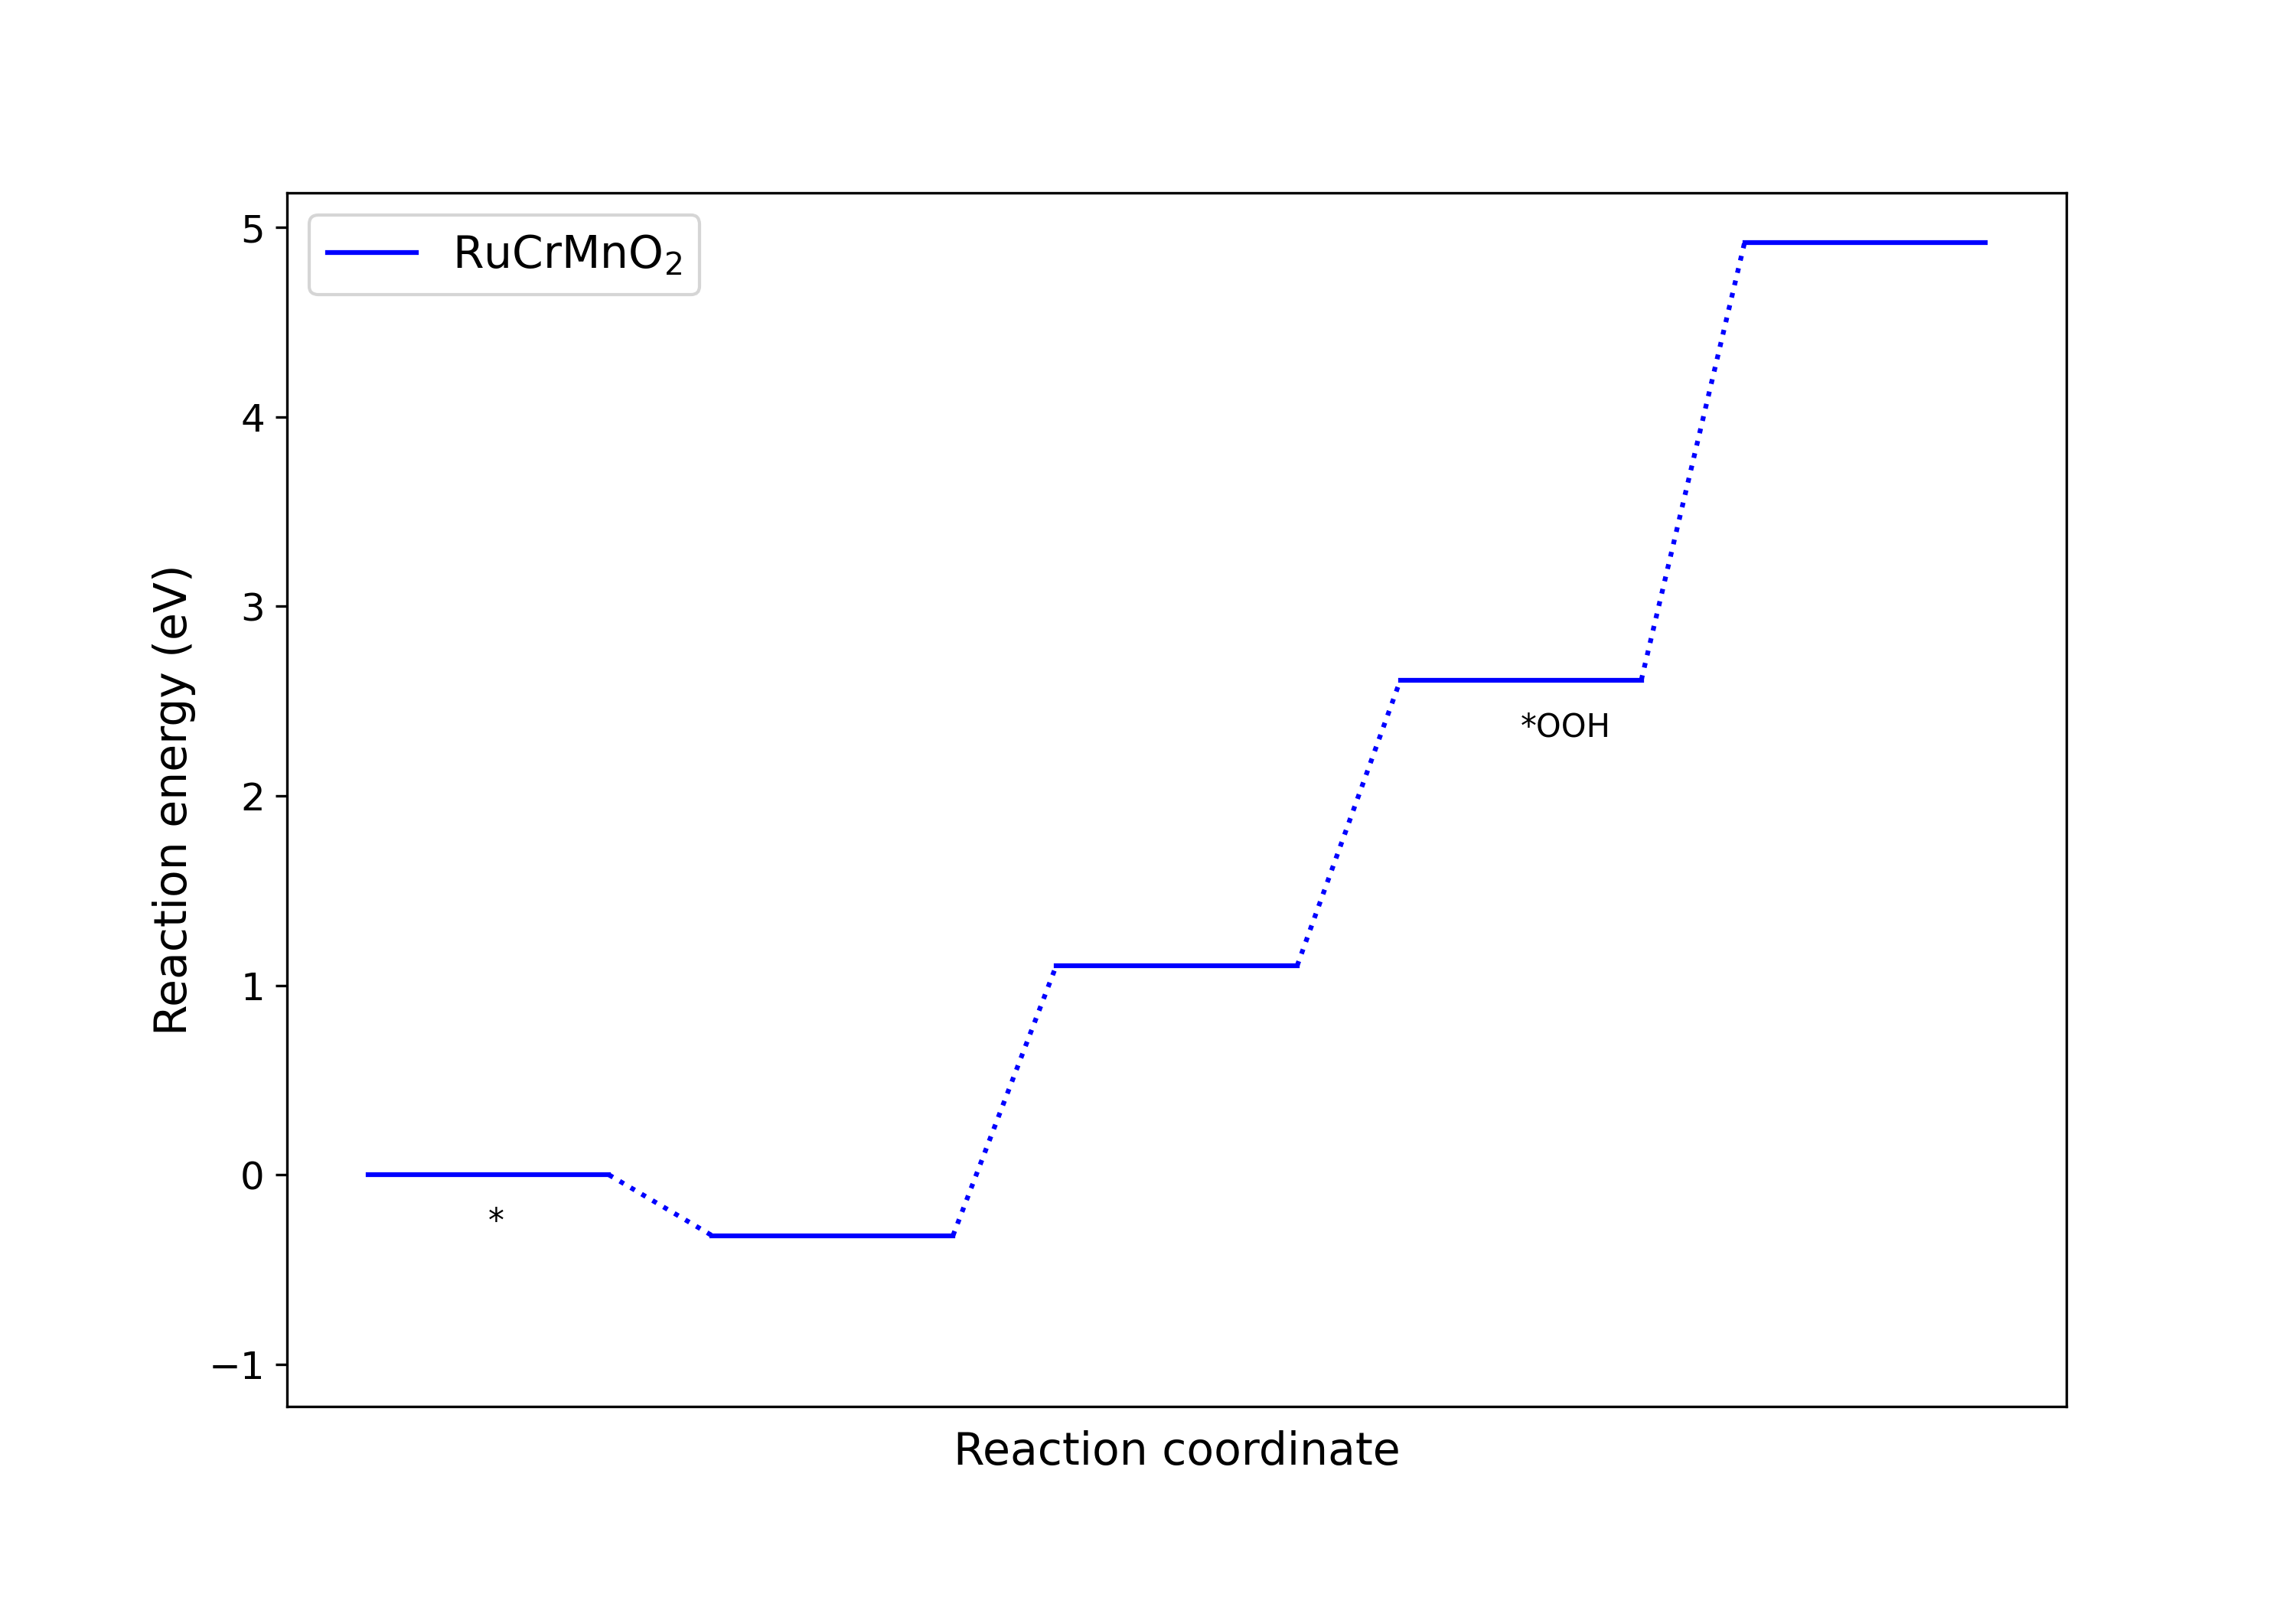 RuCrMnO₂
5
4
3
2
1
0
−1
Reaction energy (eV)
*OOH
*
Reaction coordinate